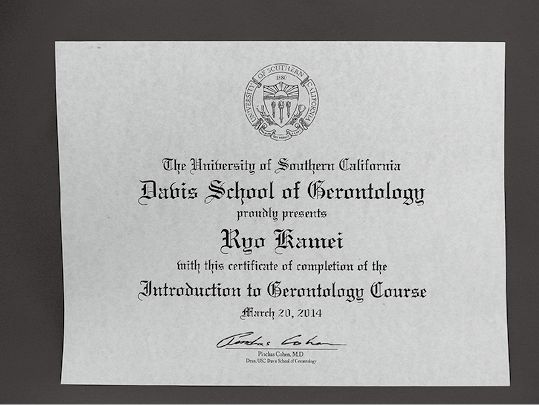 UNIVERSITY OF SOUTHERN CALIFORNIA
1880
The University of Southern California
Davis School of Gerontology
proudly presents
Ryo Kamei
with this certificate of completion of the
Introduction to Gerontology Course
March 20, 2014
Pinchas Cohen
Pinchas Cohen, M.D.
Dean, USC Davis School of Gerontology